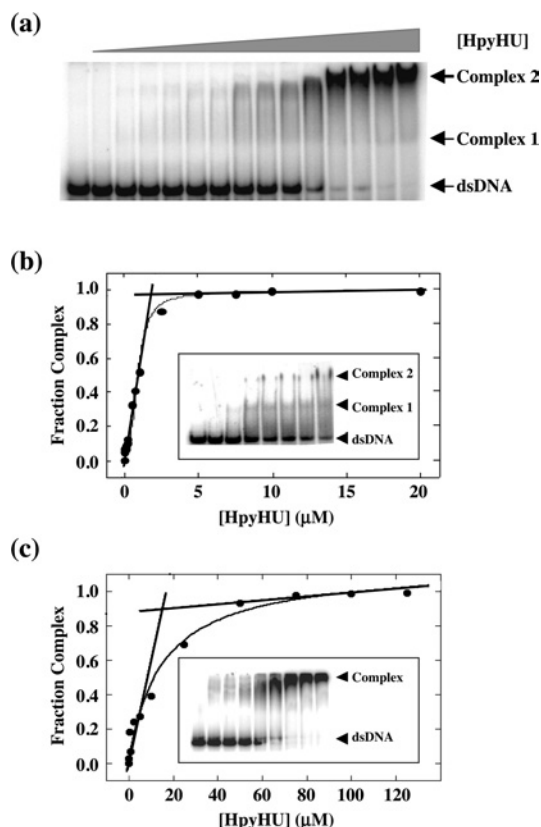 (a)
[HpyHU]
Complex 2
Complex 1
dsDNA
(b)
Fraction Complex
1.0
0.8
0.6
0.4
0.2
0.0
Complex 2
Complex 1
dsDNA
0 5 10 15 20
[HpyHU] (μM)
(c)
Fraction Complex
1.0
0.8
0.6
0.4
0.2
0.0
Complex
dsDNA
0 20 40 60 80 100 120
[HpyHU] (μM)